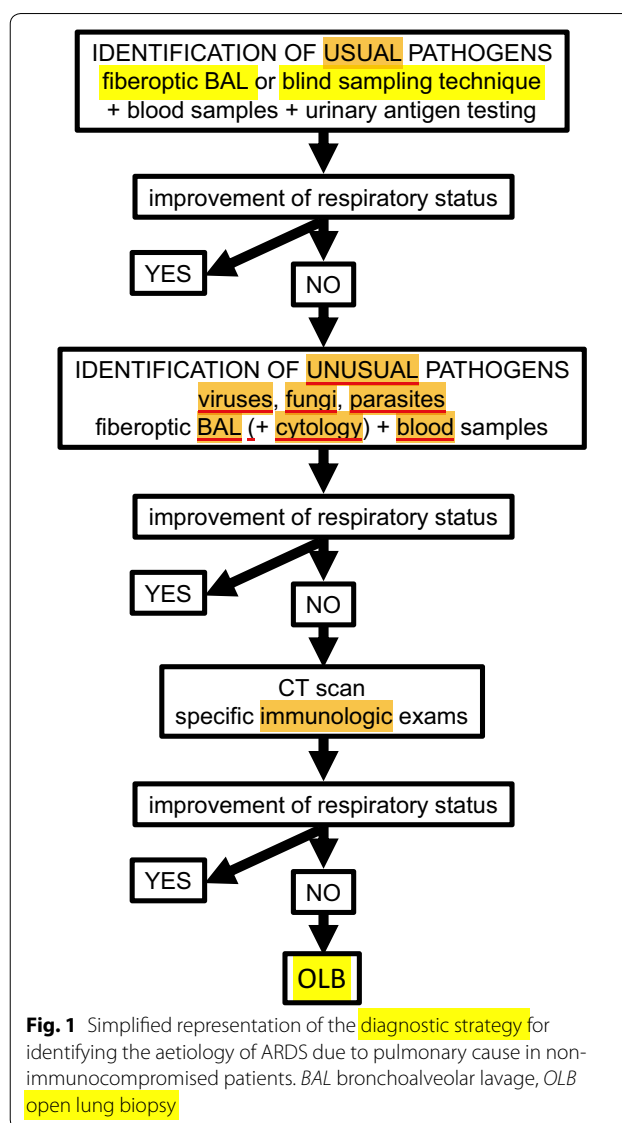 IDENTIFICATION OF USUAL PATHOGENS
fiberoptic BAL or blind sampling technique
+ blood samples + urinary antigen testing
improvement of respiratory status
YES
NO
IDENTIFICATION OF UNUSUAL PATHOGENS
viruses, fungi, parasites
fiberoptic BAL (+ cytology) + blood samples
improvement of respiratory status
YES
NO
CT scan
specific immunologic exams
improvement of respiratory status
YES
NO
OLB
Fig. 1 Simplified representation of the diagnostic strategy for
identifying the aetiology of ARDS due to pulmonary cause in non-
immunocompromised patients. BAL bronchoalveolar lavage, OLB
open lung biopsy